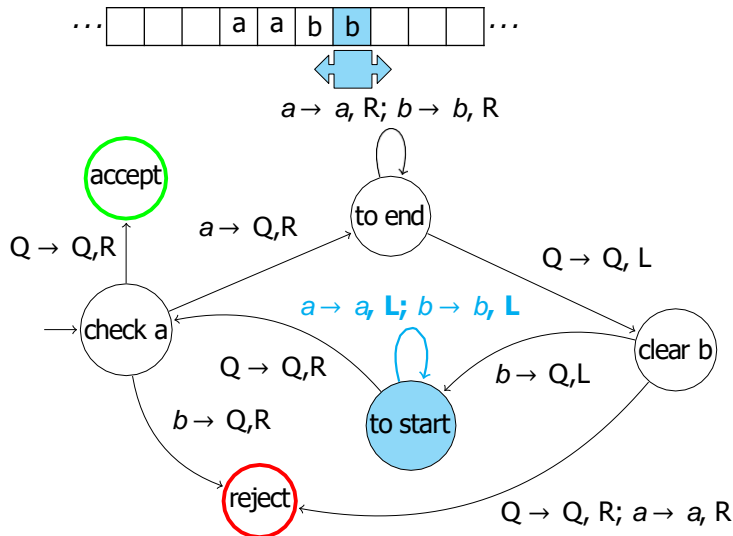 ··· a a b b ···
a → a, R; b → b, R
accept
to end
Q → Q,R
a → Q,R
Q → Q, L
a → a, L; b → b, L
check a
clear b
Q → Q,R
b → Q,L
b → Q,R
to start
reject
Q → Q, R; a → a, R